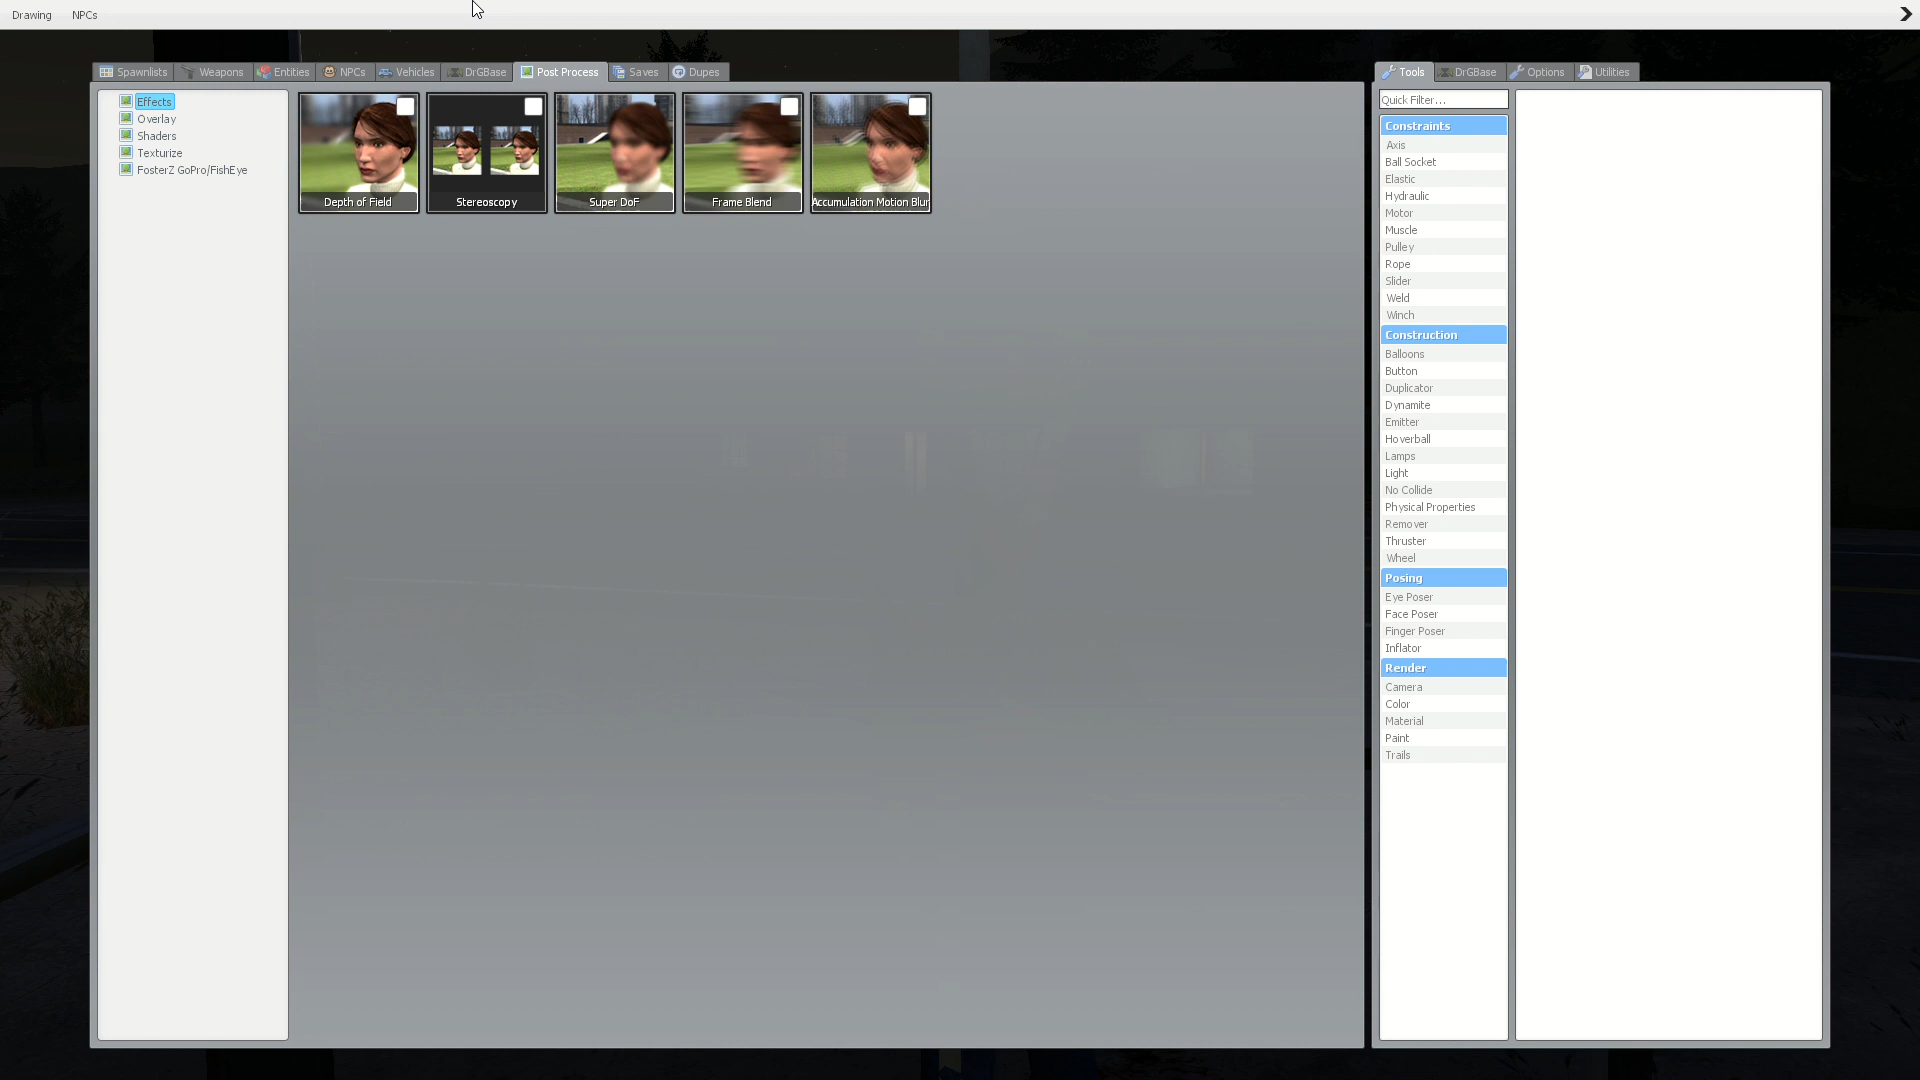 Drawing NPCs
Spawnlists Weapons Entities NPCs Vehicles DrGBase Post Process Saves Dupes
Effects
Overlay
Shaders
Texturize
FosterZ GoPro/FishEye
Depth of Field
Stereoscopy
Super DoF
Frame Blend
Accumulation Motion Blur
Tools DrGBase Options Utilities
Quick Filter...
Constraints
Axis
Ball Socket
Elastic
Hydraulic
Motor
Muscle
Pulley
Rope
Slider
Weld
Winch
Construction
Balloons
Button
Duplicator
Dynamite
Emitter
Hoverball
Lamps
Light
No Collide
Physical Properties
Remover
Thruster
Wheel
Posing
Eye Poser
Face Poser
Finger Poser
Inflator
Render
Camera
Color
Material
Paint
Trails